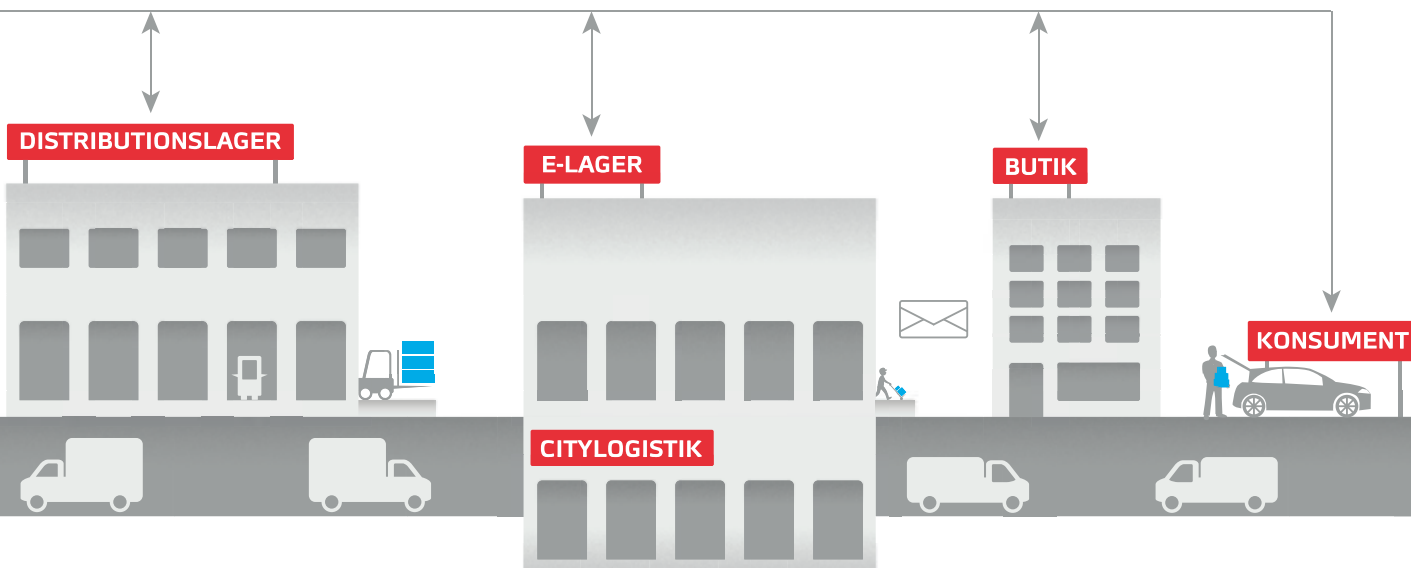 DISTRIBUTIONSLAGER
E-LAGER
BUTIK
KONSUMENT
CITYLOGISTIK